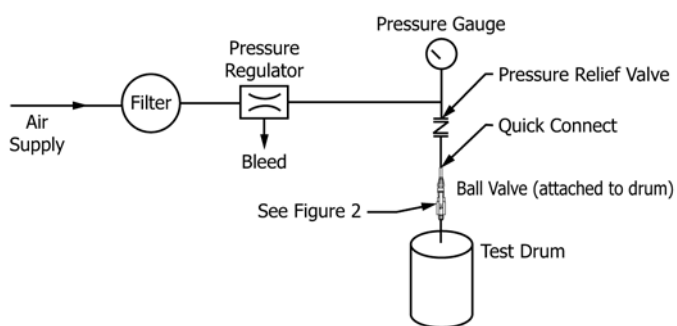 Pressure Gauge
Pressure
Regulator
Pressure Relief Valve
Filter
Air
Supply
Quick Connect
Bleed
Ball Valve (attached to drum)
See Figure 2
Test Drum